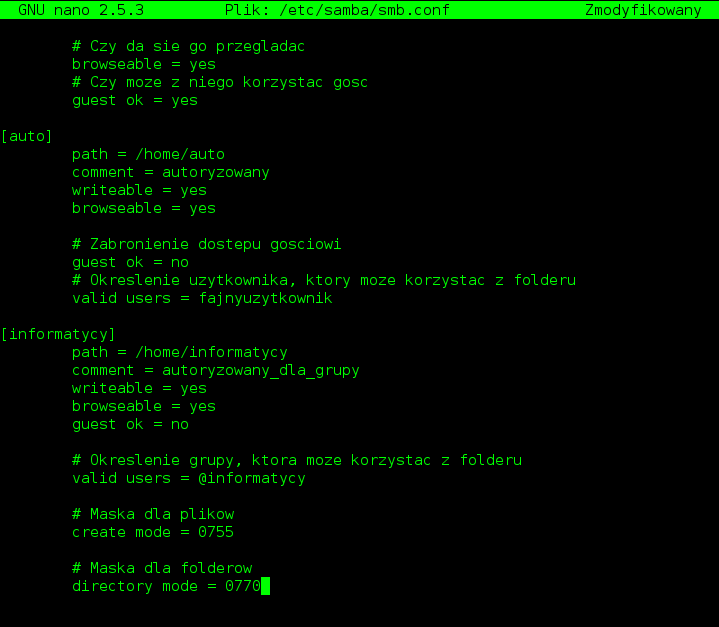 GNU nano 2.5.3 Plik: /etc/samba/smb.conf Zmodyfikowany
# Czy da sie go przegladac
browseable = yes
# Czy moze z niego korzystac gosc
guest ok = yes
[auto]
path = /home/auto
comment = autoryzowany
writeable = yes
browseable = yes
# Zabronienie dostepu gosciowi
guest ok = no
# Okreslenie uzytkownika, ktory moze korzystac z folderu
valid users = fajnyuzytkownik
[informatycy]
path = /home/informatycy
comment = autoryzowany_dla_grupy
writeable = yes
browseable = yes
guest ok = no
# Okreslenie grupy, ktora moze korzystac z folderu
valid users = @informatycy
# Maska dla plikow
create mode = 0755
# Maska dla folderow
directory mode = 0770